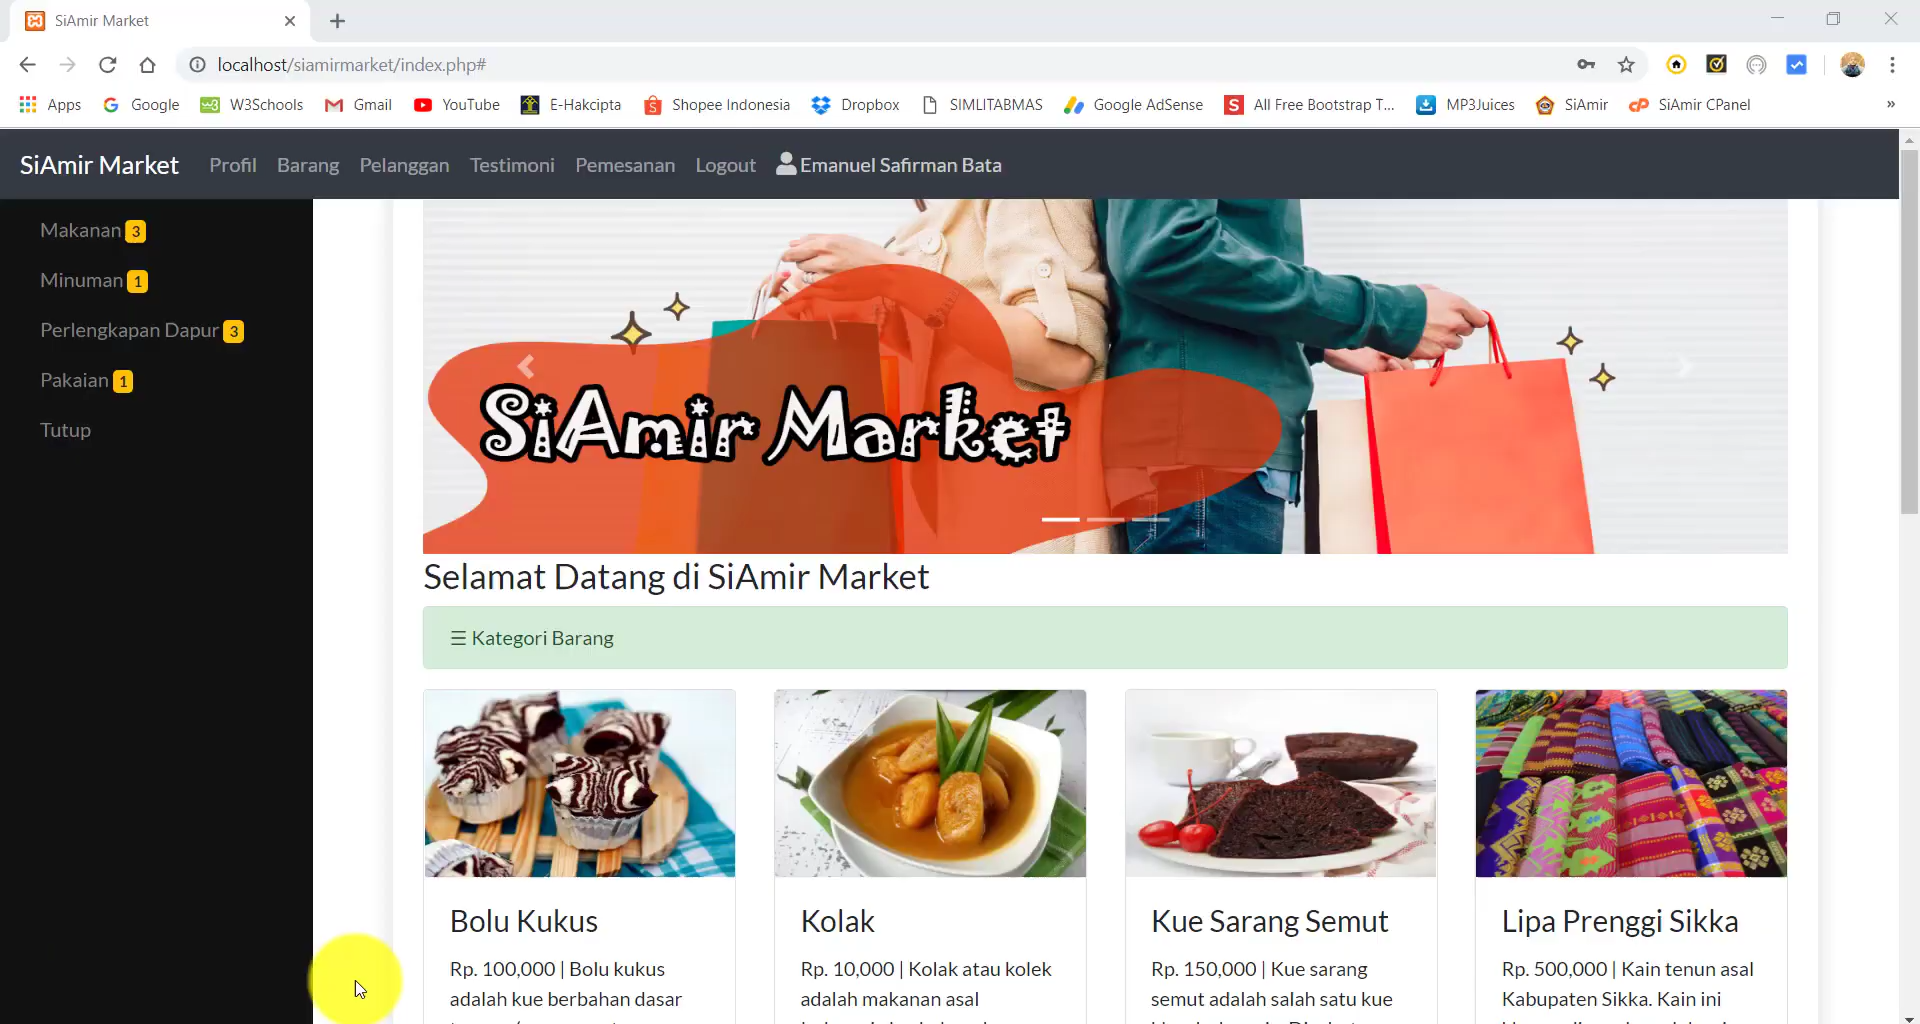 SiAmir Market
localhost/siamirmarket/index.php#
Apps Google W3Schools Gmail YouTube E-Hakcipta Shopee Indonesia Dropbox SIMLITABMAS Google AdSense All Free Bootstrap T... MP3Juices SiAmir SiAmir CPanel »
SiAmir Market Profil Barang Pelanggan Testimoni Pemesanan Logout Emanuel Safirman Bata
Makanan 3
Minuman 1
Perlengkapan Dapur 3
Pakaian 1
Tutup
SiAmir Market
Selamat Datang di SiAmir Market
☰ Kategori Barang
Bolu Kukus
Rp. 100,000 | Bolu kukus
adalah kue berbahan dasar
Kolak
Rp. 10,000 | Kolak atau kolek
adalah makanan asal
Kue Sarang Semut
Rp. 150,000 | Kue sarang
semut adalah salah satu kue
Lipa Prenggi Sikka
Rp. 500,000 | Kain tenun asal
Kabupaten Sikka. Kain ini